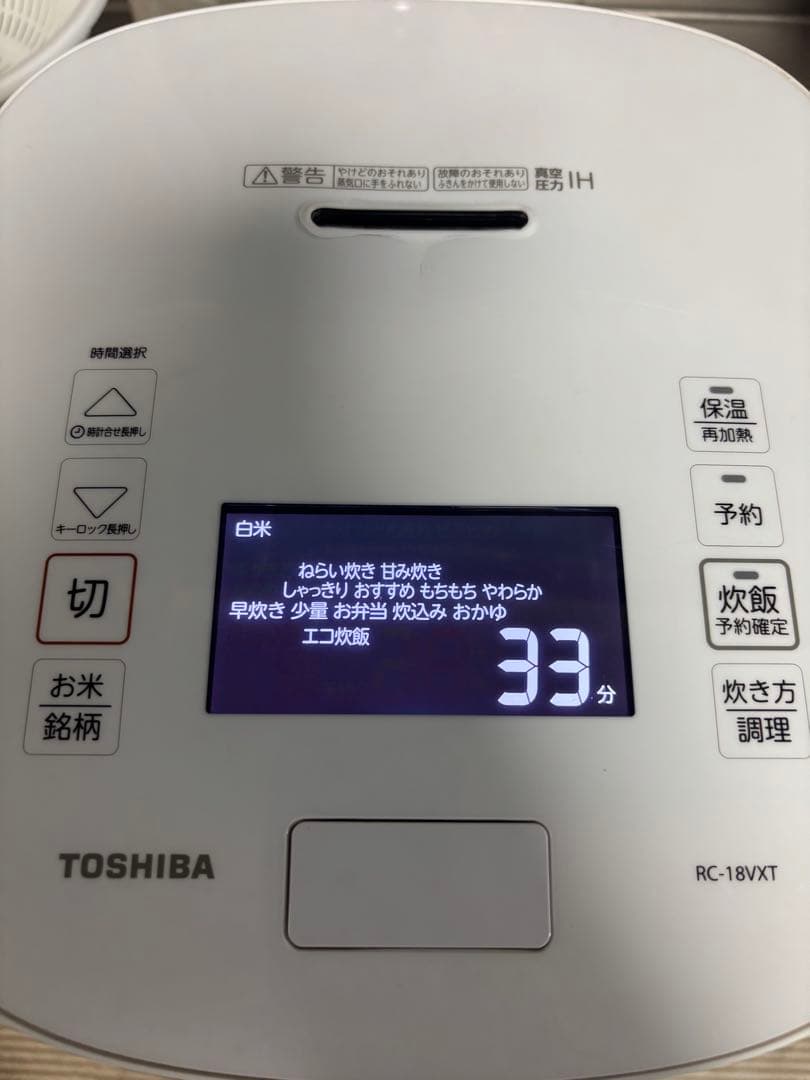 警告 やけどのおそれあり 故障のおそれあり 真空
蒸気口に手をふれない ふきんをかけて使用しない 圧力 IH
時間選択
時計合せ長押し
キーロック長押し
切
お米
銘柄
保温
再加熱
予約
炊飯
予約確定
炊き方
調理
白米
ねらい炊き 甘み炊き
しゃっきり おすすめ もちもち やわらか
早炊き 少量 お弁当 炊込み おかゆ
エコ炊飯
33分
TOSHIBA
RC-18VXT